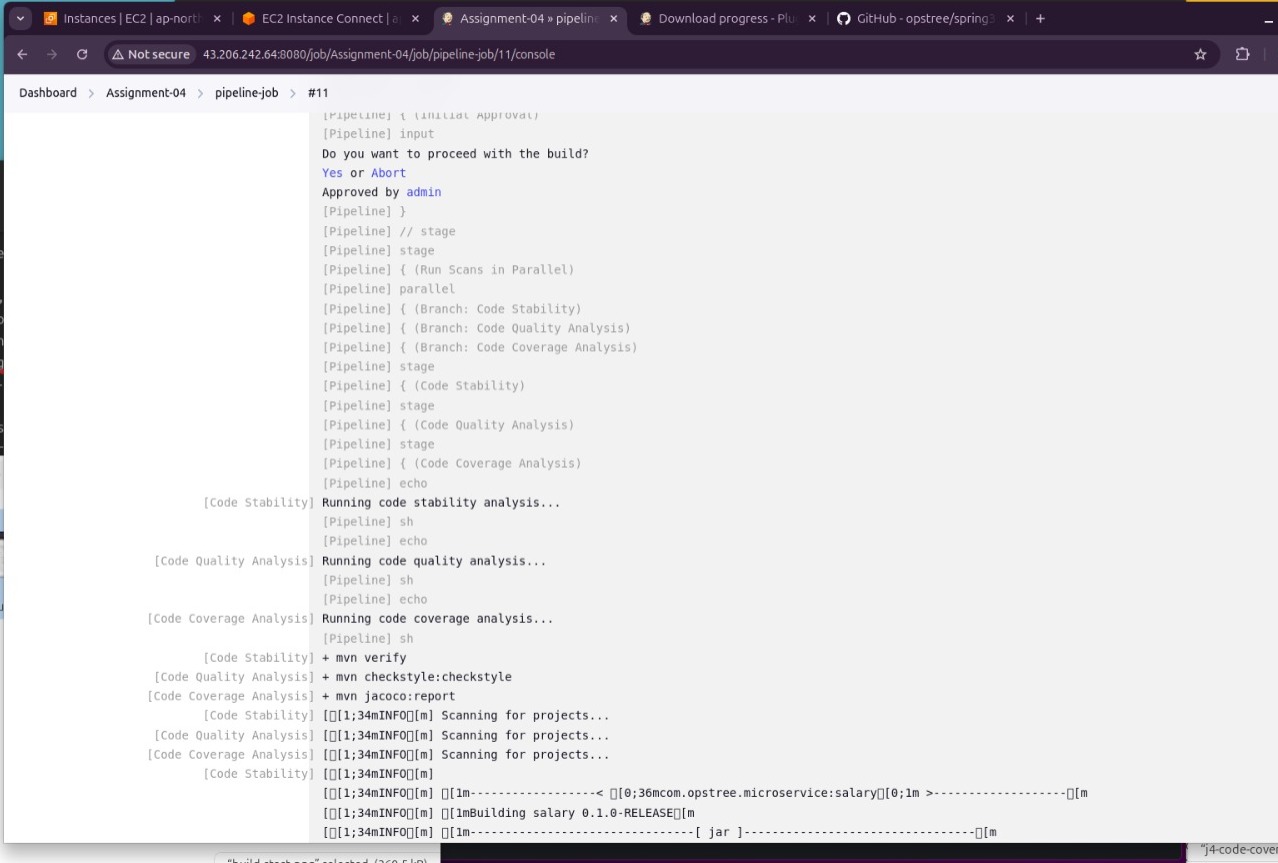 Instances | EC2 | ap-north
EC2 Instance Connect | a
Assignment-04 » pipeline
Download progress - Plu
GitHub - opstree/spring3
Not secure
43.206.242.64:8080/job/Assignment-04/job/pipeline-job/11/console
Dashboard > Assignment-04 > pipeline-job > #11
[Pipeline] { (Initial Approval)
[Pipeline] input
Do you want to proceed with the build?
Yes or Abort
Approved by admin
[Pipeline] }
[Pipeline] // stage
[Pipeline] stage
[Pipeline] { (Run Scans in Parallel)
[Pipeline] parallel
[Pipeline] { (Branch: Code Stability)
[Pipeline] { (Branch: Code Quality Analysis)
[Pipeline] { (Branch: Code Coverage Analysis)
[Pipeline] stage
[Pipeline] { (Code Stability)
[Pipeline] stage
[Pipeline] { (Code Quality Analysis)
[Pipeline] stage
[Pipeline] { (Code Coverage Analysis)
[Pipeline] echo
[Code Stability] Running code stability analysis...
[Pipeline] sh
[Pipeline] echo
[Code Quality Analysis] Running code quality analysis...
[Pipeline] sh
[Pipeline] echo
[Code Coverage Analysis] Running code coverage analysis...
[Pipeline] sh
[Code Stability] + mvn verify
[Code Quality Analysis] + mvn checkstyle:checkstyle
[Code Coverage Analysis] + mvn jacoco:report
[Code Stability] [□[1;34mINFO□[m] Scanning for projects...
[Code Quality Analysis] [□[1;34mINFO□[m] Scanning for projects...
[Code Coverage Analysis] [□[1;34mINFO□[m] Scanning for projects...
[Code Stability] [□[1;34mINFO□[m]
[□[1;34mINFO□[m] □[1m------------------< □[0;36mcom.opstree.microservice:salary□[0;1m >-------------------□[m
[□[1;34mINFO□[m] □[1mBuilding salary 0.1.0-RELEASE□[m
[□[1;34mINFO□[m] □[1m--------------------------------[ jar ]---------------------------------□[m
"j4-code-cover